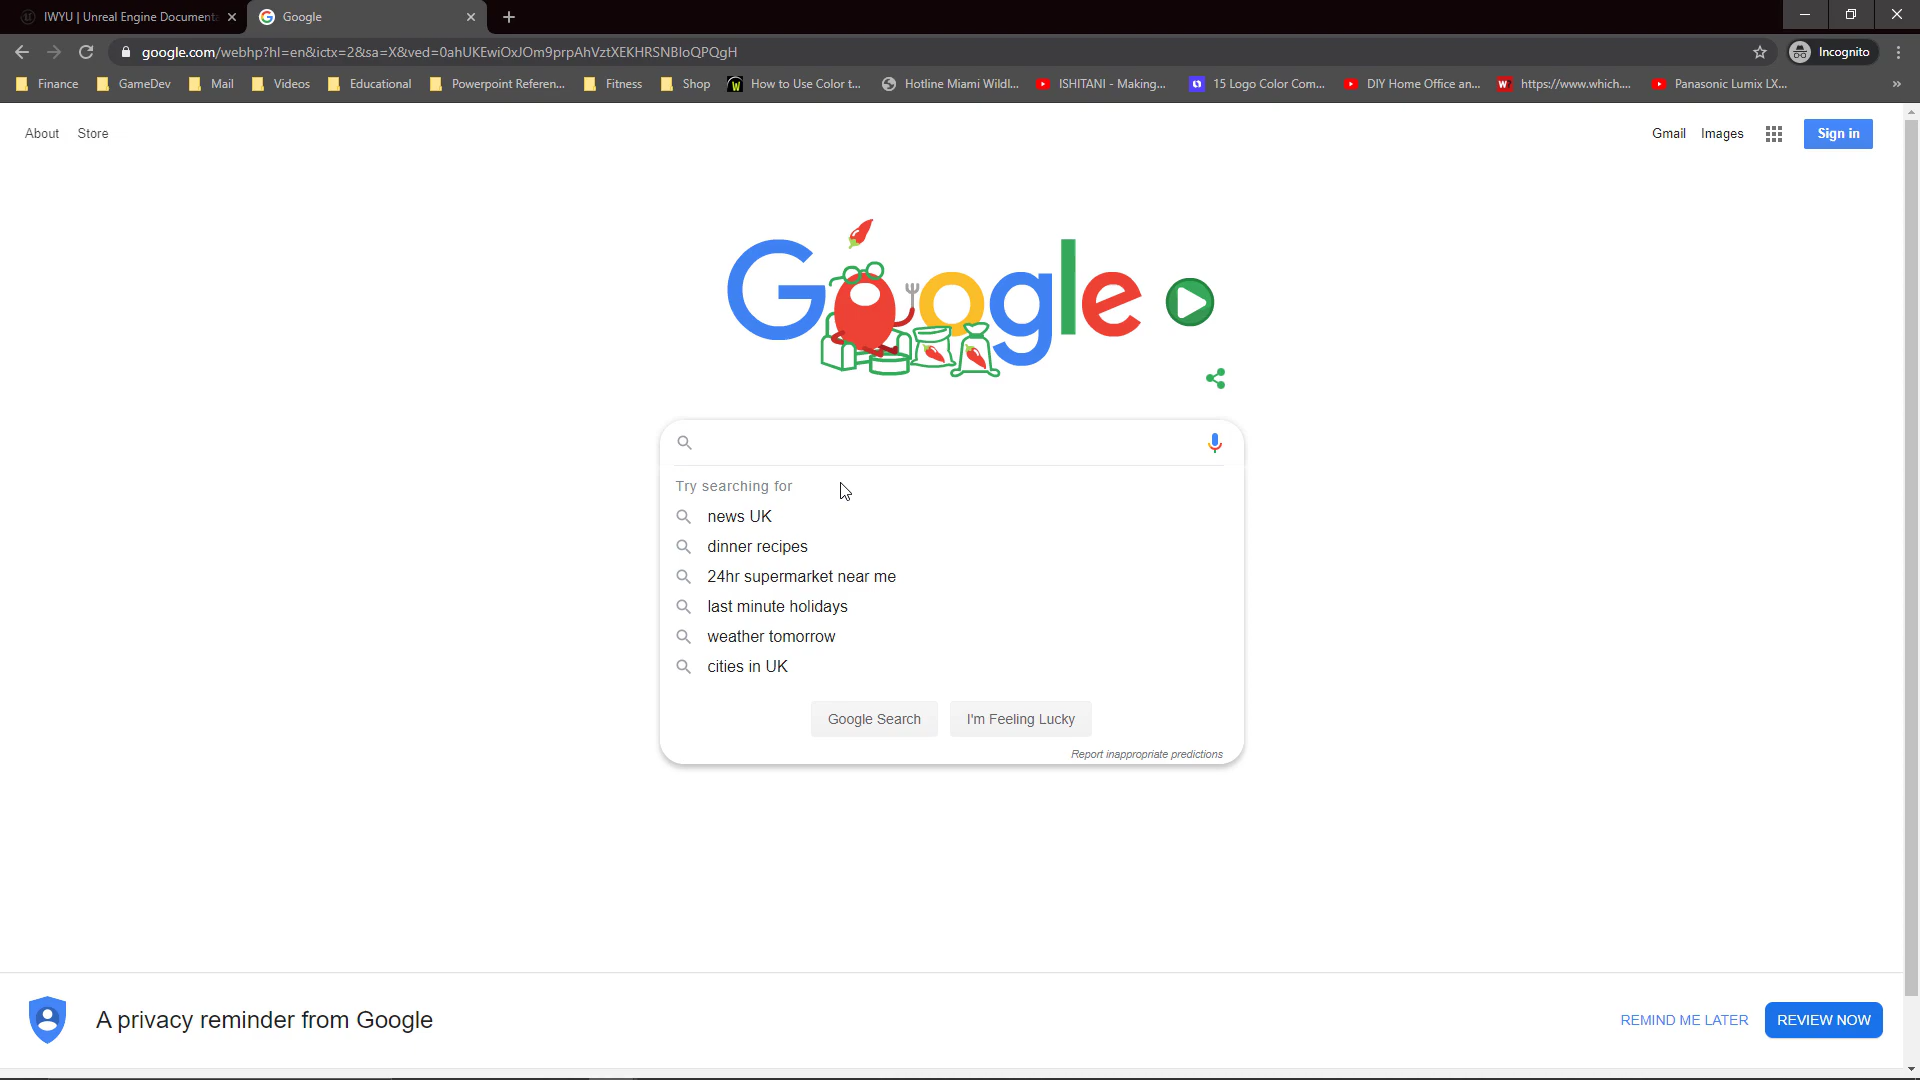 IWYU | Unreal Engine Documenta
Google
google.com/webhp?hl=en&ictx=2&sa=X&ved=0ahUKEwiOxJOm9prpAhVztXEKHRSNBIoQPQgH
Incognito
Finance
GameDev
Mail
Videos
Educational
Powerpoint Referen...
Fitness
Shop
How to Use Color t...
Hotline Miami Wildl...
ISHITANI - Making...
15 Logo Color Com...
DIY Home Office an...
https://www.which....
Panasonic Lumix LX...
About Store
Gmail Images Sign in
Google
Try searching for
news UK
dinner recipes
24hr supermarket near me
last minute holidays
weather tomorrow
cities in UK
Google Search I'm Feeling Lucky
Report inappropriate predictions
A privacy reminder from Google
REMIND ME LATER REVIEW NOW